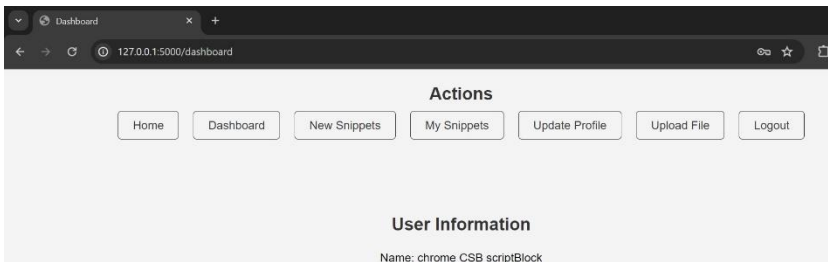 Dashboard
127.0.0.1:5000/dashboard
Actions
Home Dashboard New Snippets My Snippets Update Profile Upload File Logout
User Information
Name: chrome CSB scriptBlock